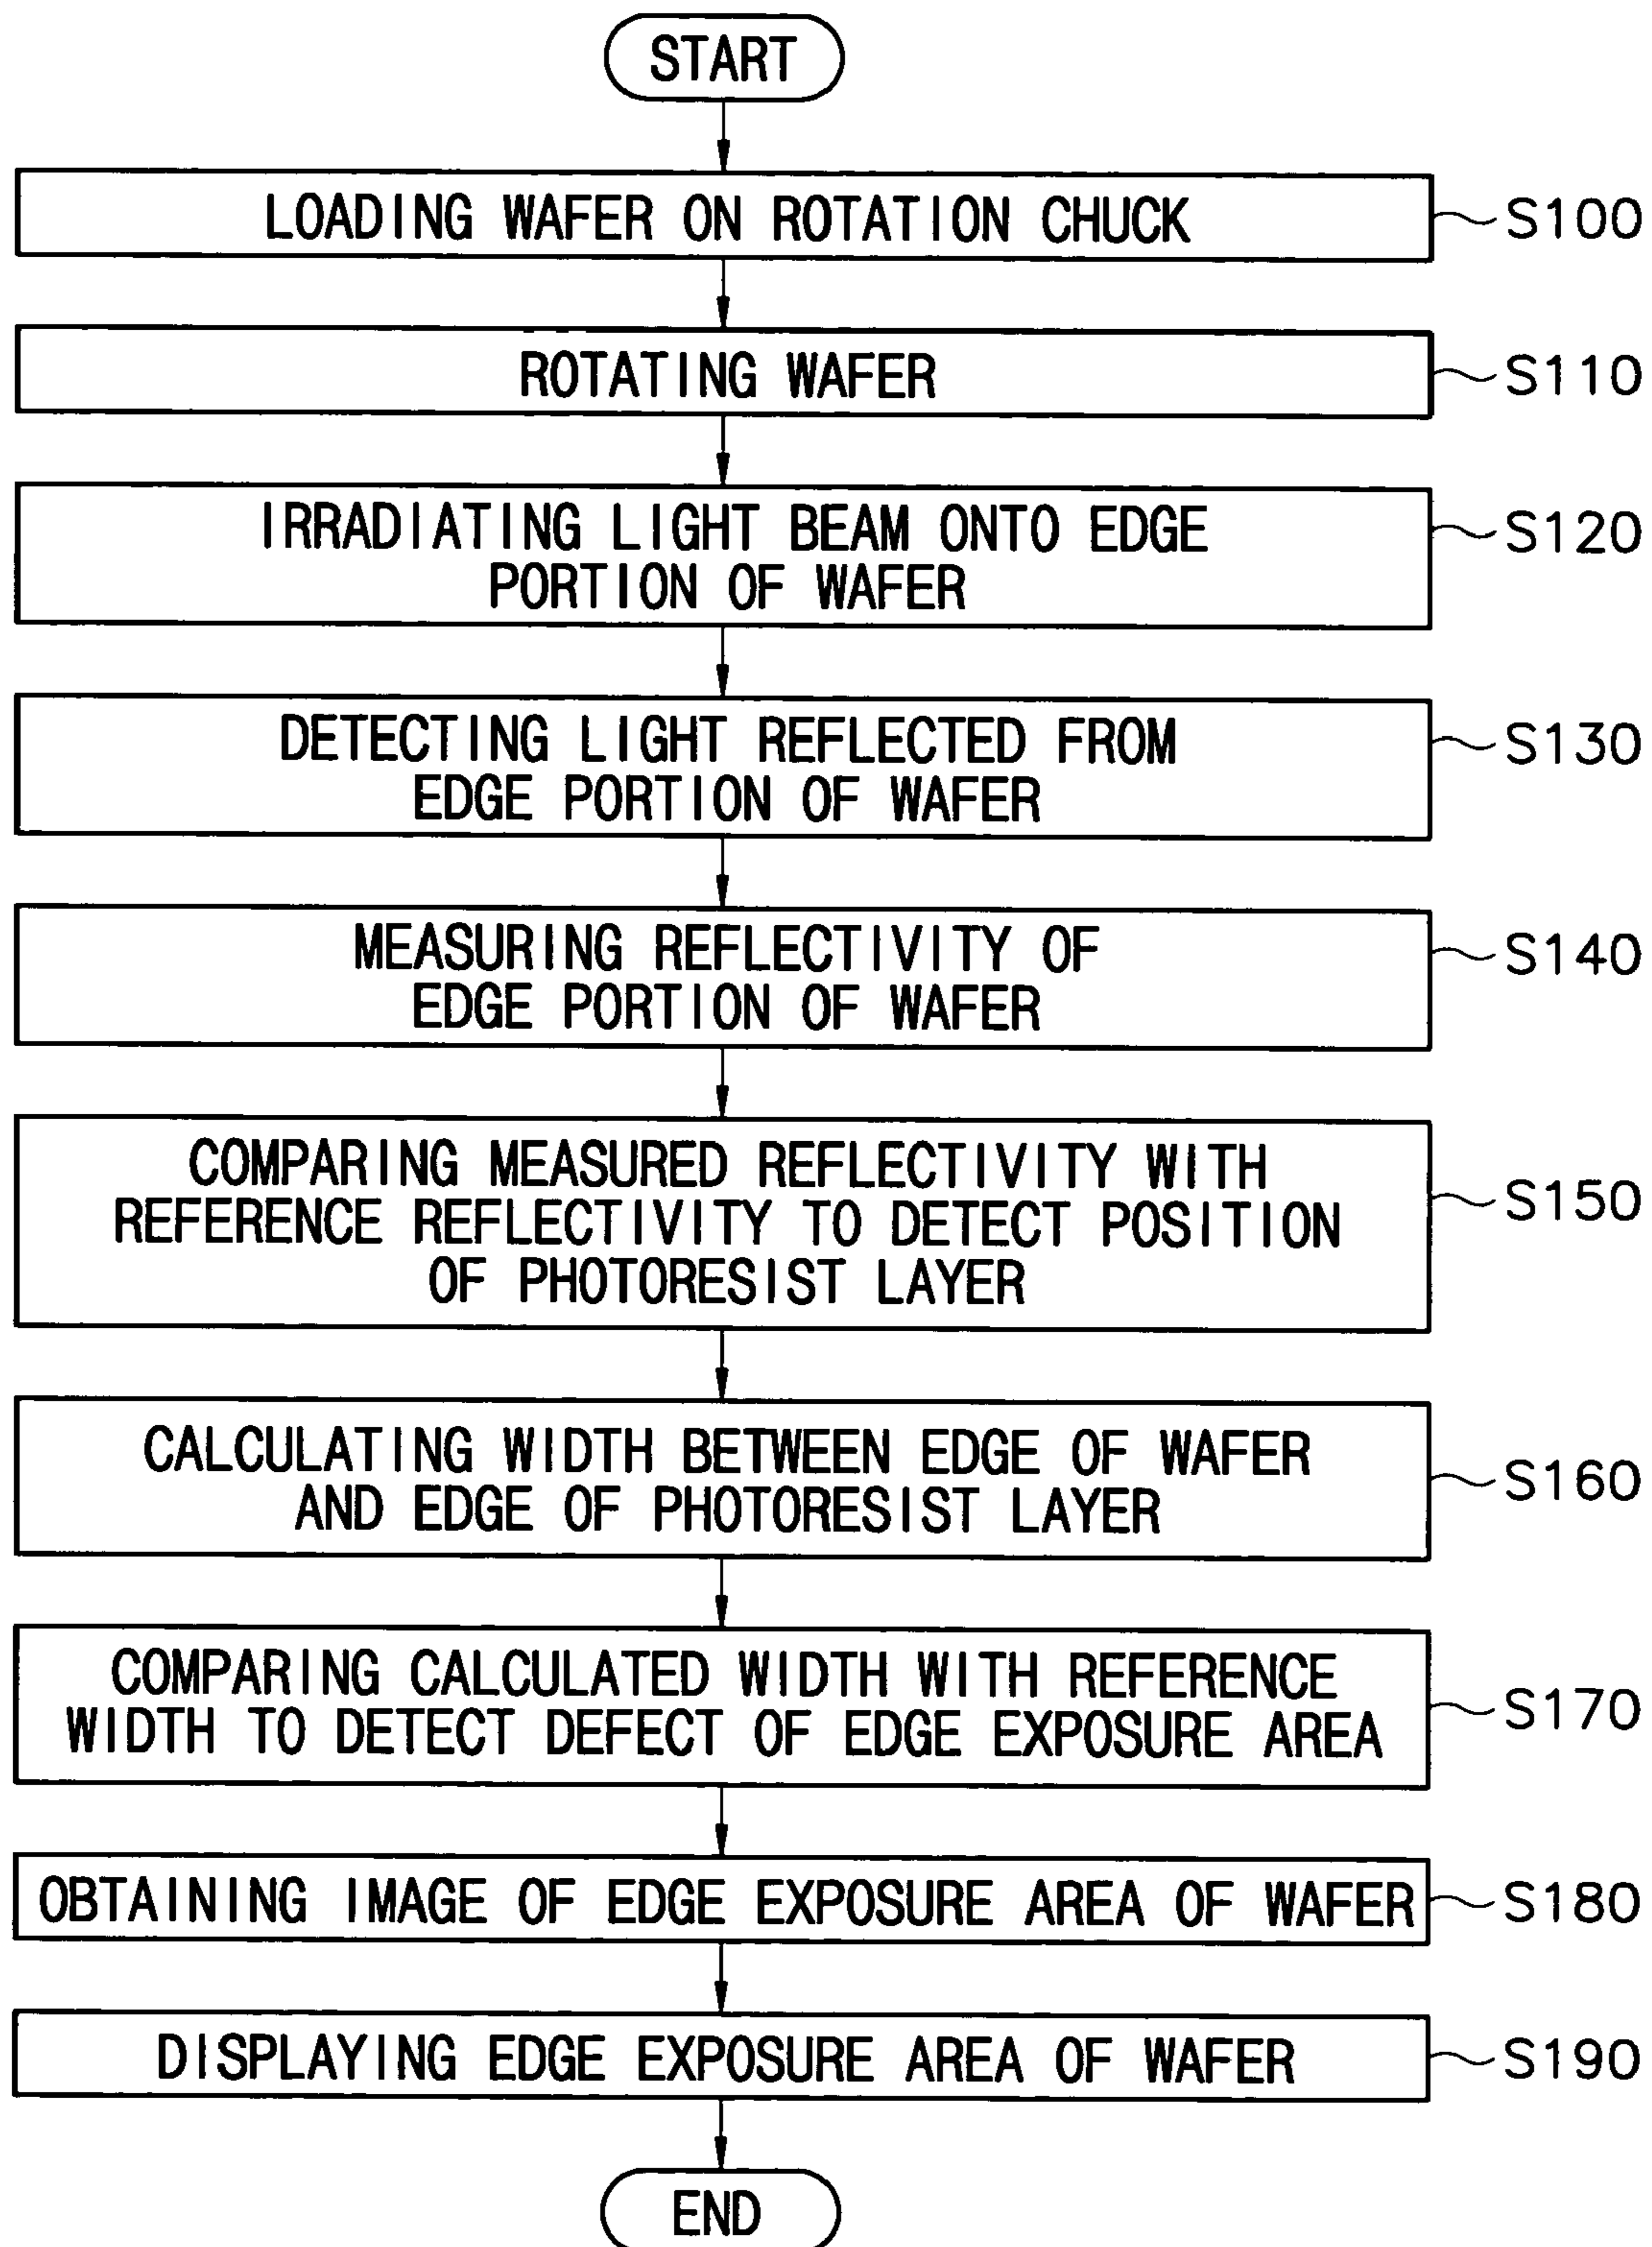 START
LOADING WAFER ON ROTATION CHUCK
S100
ROTATING WAFER
S110
IRRADIATING LIGHT BEAM ONTO EDGE
PORTION OF WAFER
S120
DETECTING LIGHT REFLECTED FROM
EDGE PORTION OF WAFER
S130
MEASURING REFLECTIVITY OF
EDGE PORTION OF WAFER
S140
COMPARING MEASURED REFLECTIVITY WITH
REFERENCE REFLECTIVITY TO DETECT POSITION
OF PHOTORESIST LAYER
S150
CALCULATING WIDTH BETWEEN EDGE OF WAFER
AND EDGE OF PHOTORESIST LAYER
S160
COMPARING CALCULATED WIDTH WITH REFERENCE
WIDTH TO DETECT DEFECT OF EDGE EXPOSURE AREA
S170
OBTAINING IMAGE OF EDGE EXPOSURE AREA OF WAFER
S180
DISPLAYING EDGE EXPOSURE AREA OF WAFER
S190
END